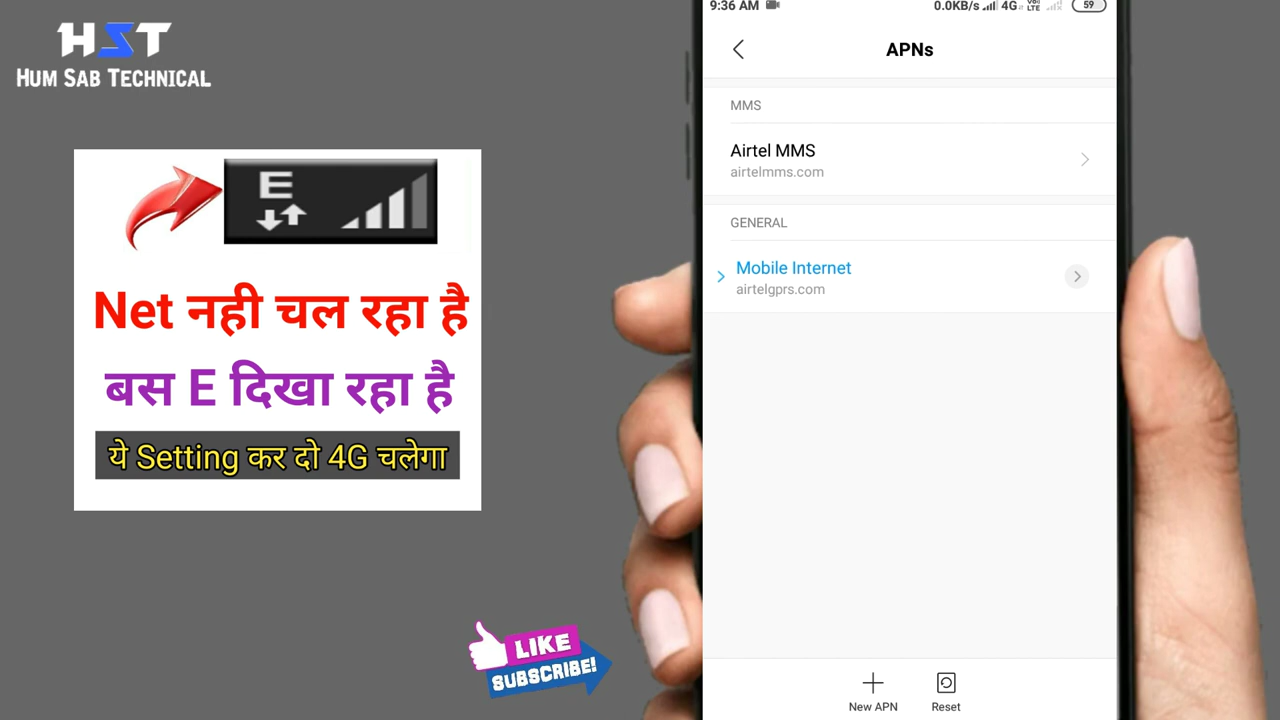 HST
HUM SAB TECHNICAL
E
Net नही चल रहा है
बस E दिखा रहा है
ये Setting कर दो 4G चलेगा
LIKE
SUBSCRIBE!
9:36 AM
0.0KB/s 4G VoLTE 59
APNs
MMS
Airtel MMS
airtelmms.com
GENERAL
Mobile Internet
airtelgprs.com
New APN
Reset